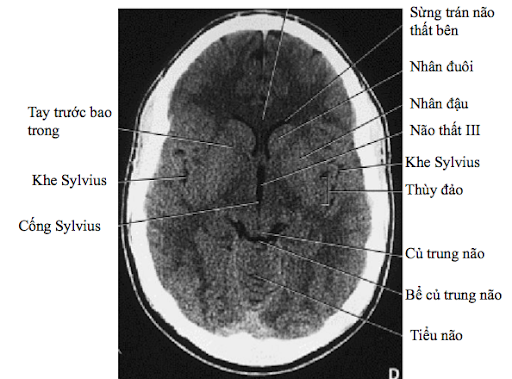 Sừng trán não
thất bên
Nhân đuôi
Tay trước bao
trong
Nhân đậu
Não thất III
Khe Sylvius
Khe Sylvius
Thùy đảo
Cống Sylvius
Củ trung não
Bể củ trung não
Tiểu não
D